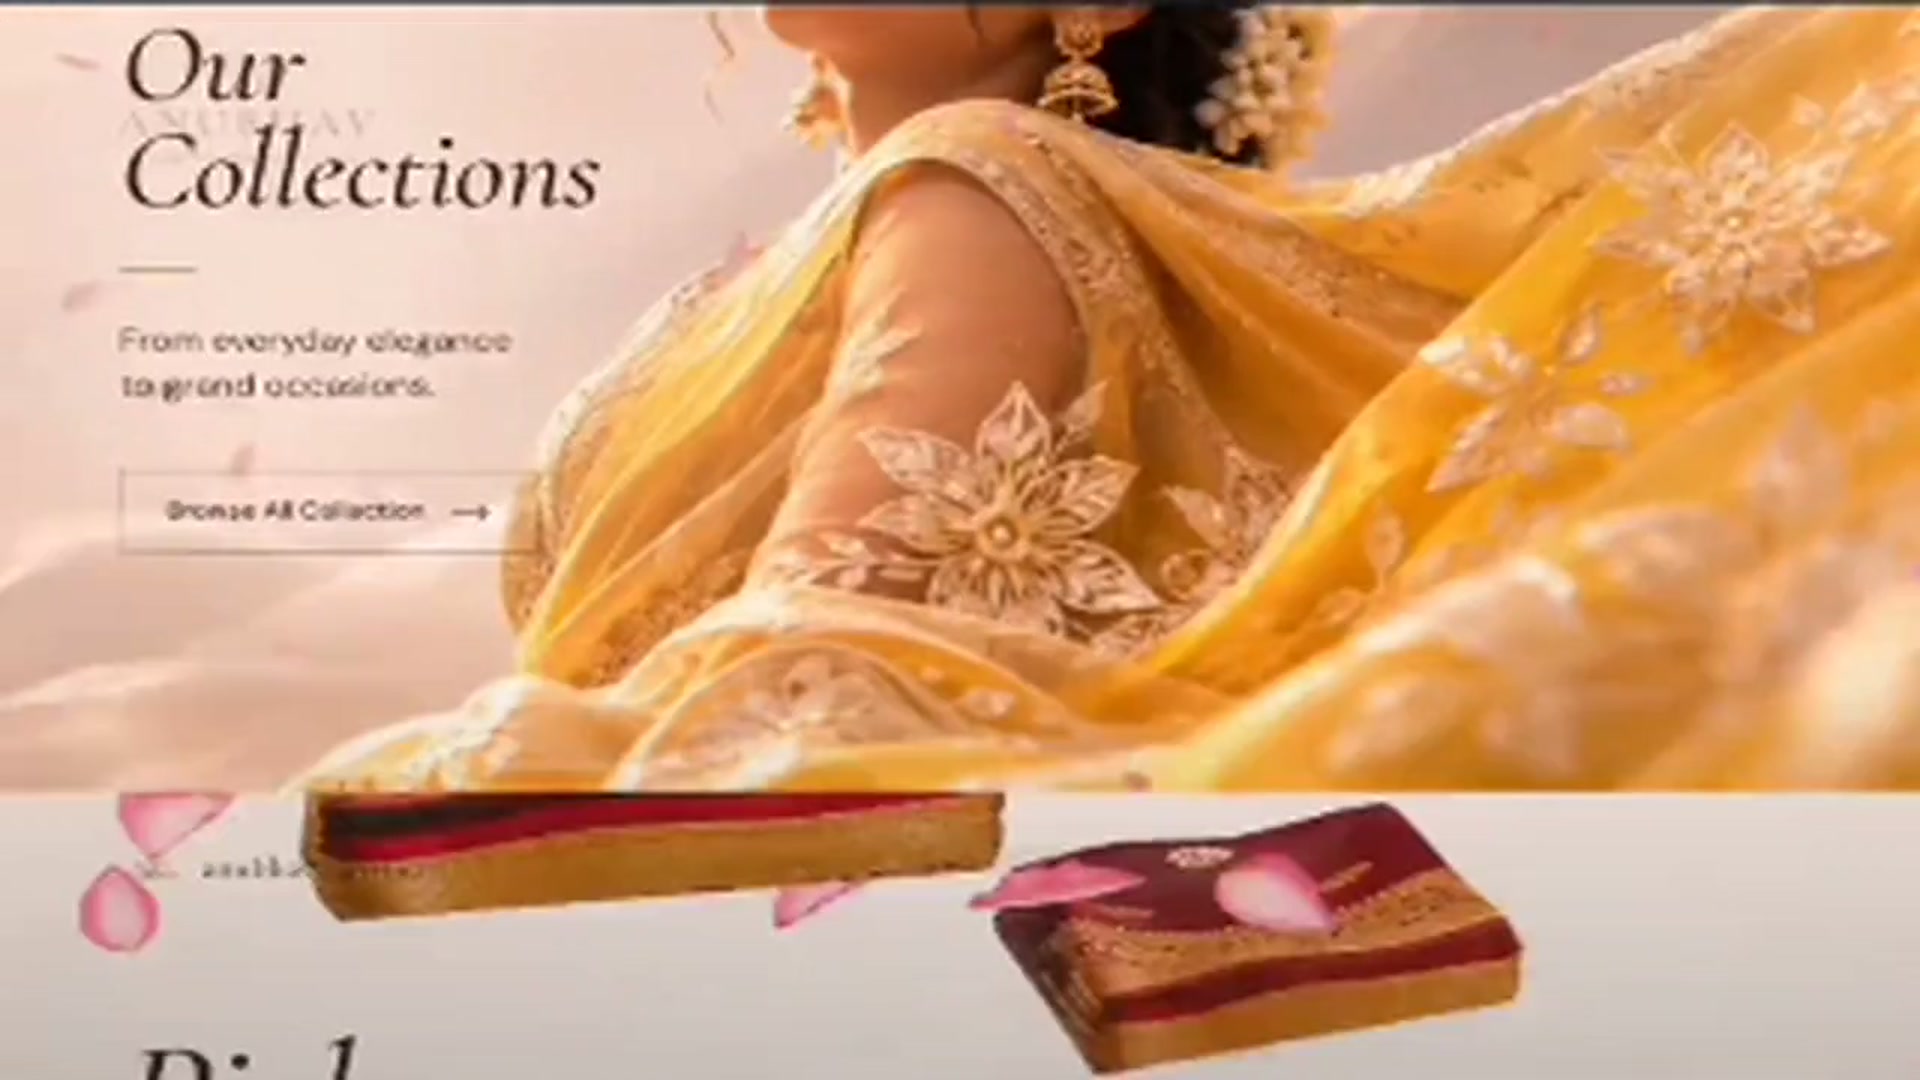 Our
Collections
From everyday elegance
to grand occasions.
Browse All Collection →